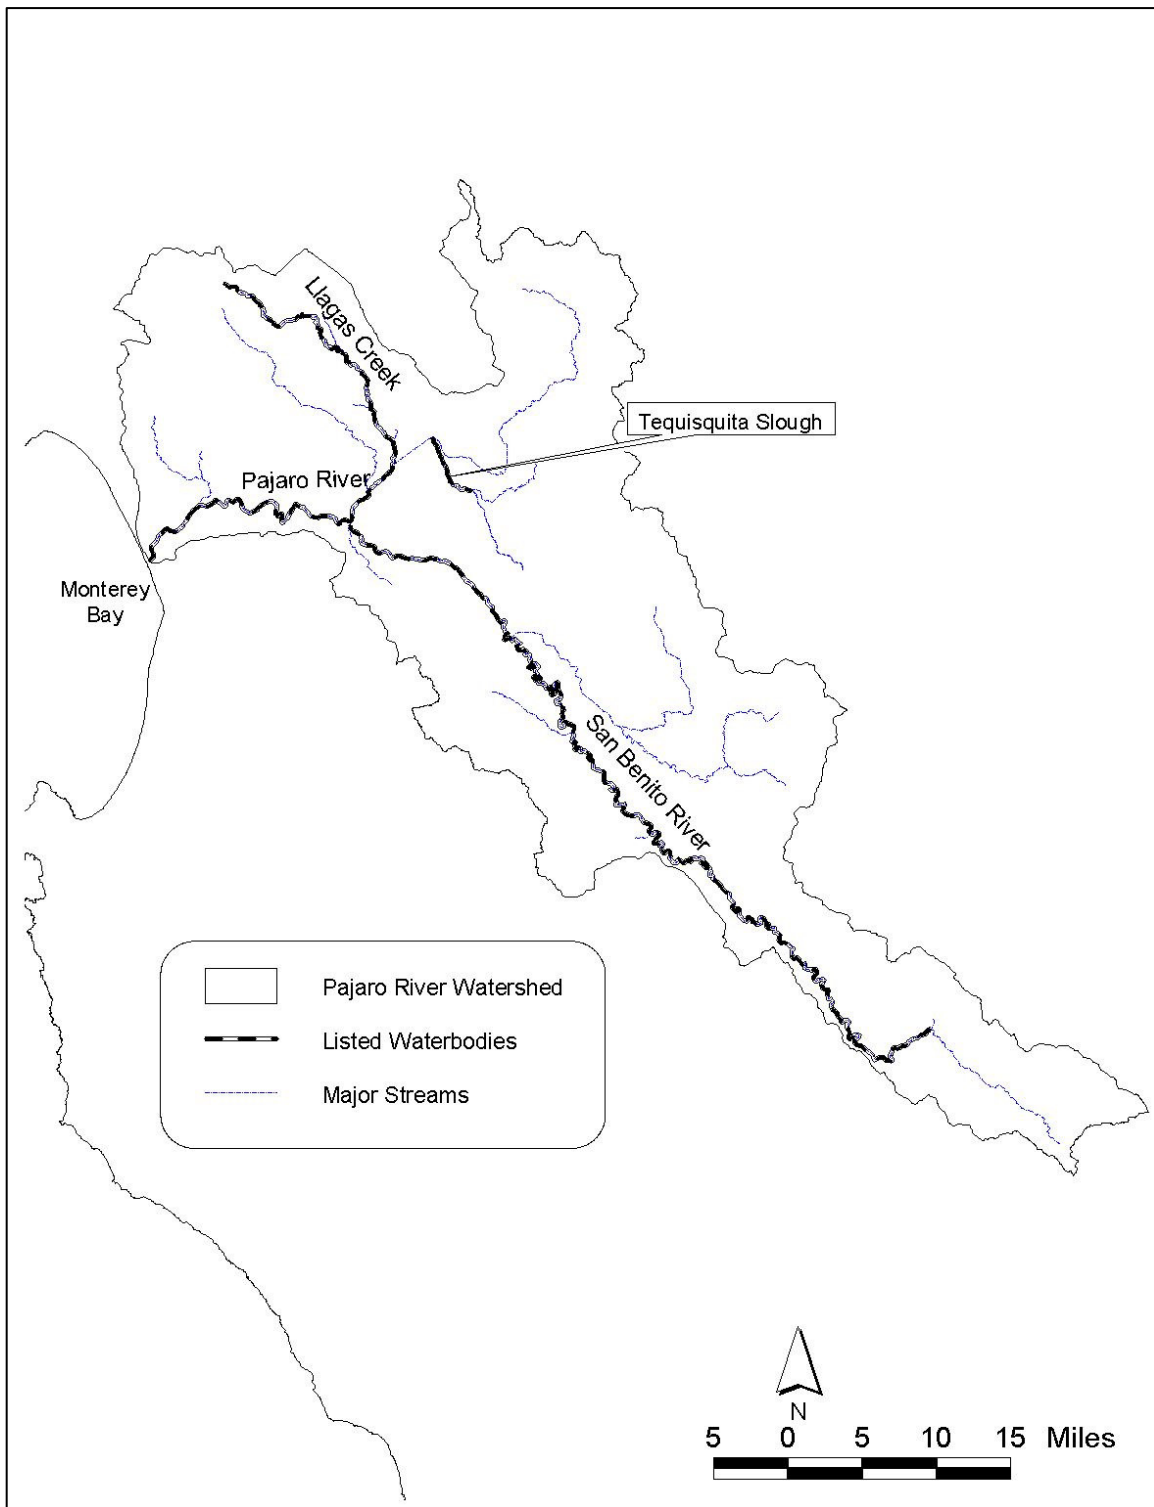 Llagas Creek
Tequisquita Slough
Pajaro River
Monterey
Bay
San Benito River
Pajaro River Watershed
Listed Waterbodies
Major Streams
N
5 0 5 10 15 Miles